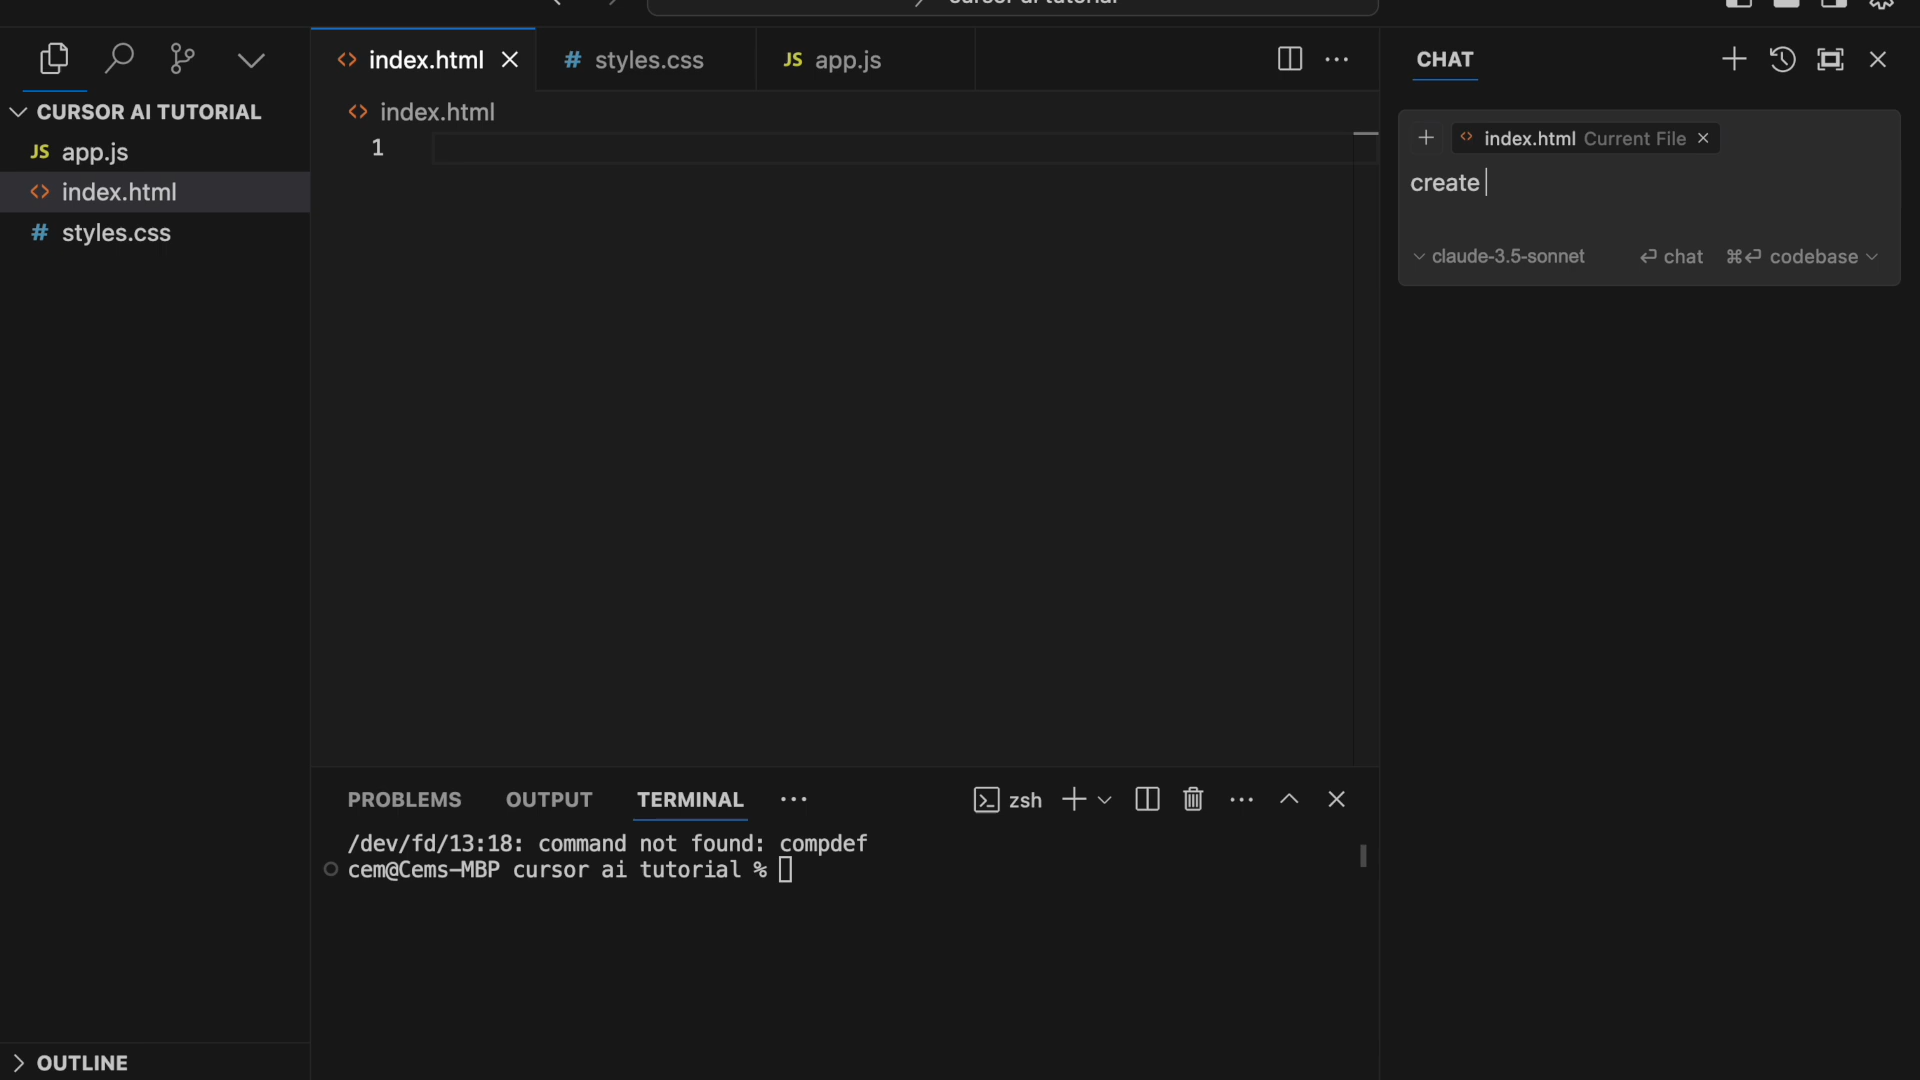 index.html
styles.css
JS app.js
CURSOR AI TUTORIAL
JS app.js
index.html
# styles.css
OUTLINE
index.html
1
PROBLEMS OUTPUT TERMINAL
zsh
/dev/fd/13:18: command not found: compdef
cem@Cems-MBP cursor ai tutorial %
CHAT
index.html Current File
create
claude-3.5-sonnet
chat
codebase